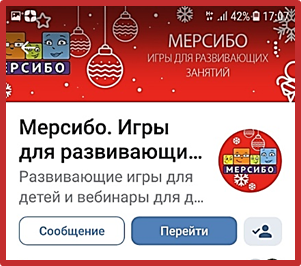 42% 17:07
МЕРСИБО
ИГРЫ ДЛЯ РАЗВИВАЮЩИХ
ЗАНЯТИЙ
МЕРСИБО
Мерсибо. Игры
для развивающи...
МЕРСИБО
Развивающие игры для
детей и вебинары для д...
Сообщение
Перейти